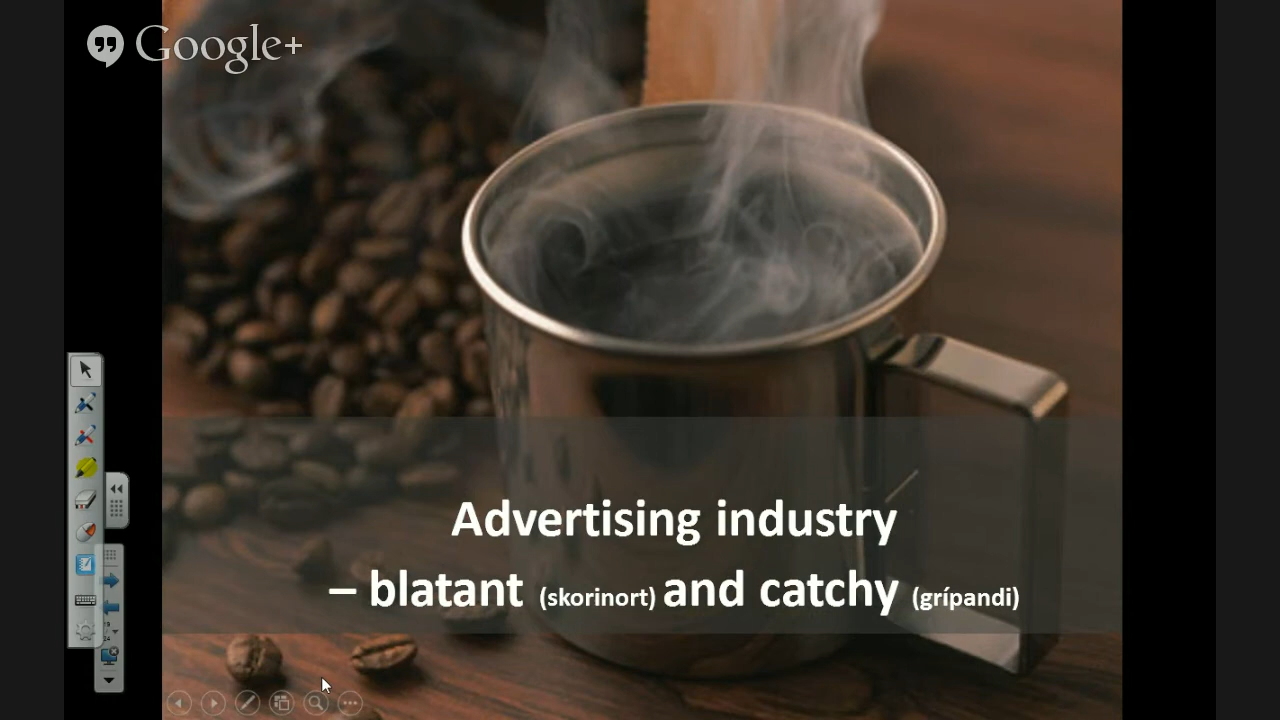 Google+
Advertising industry
– blatant (skorinort) and catchy (grípandi)